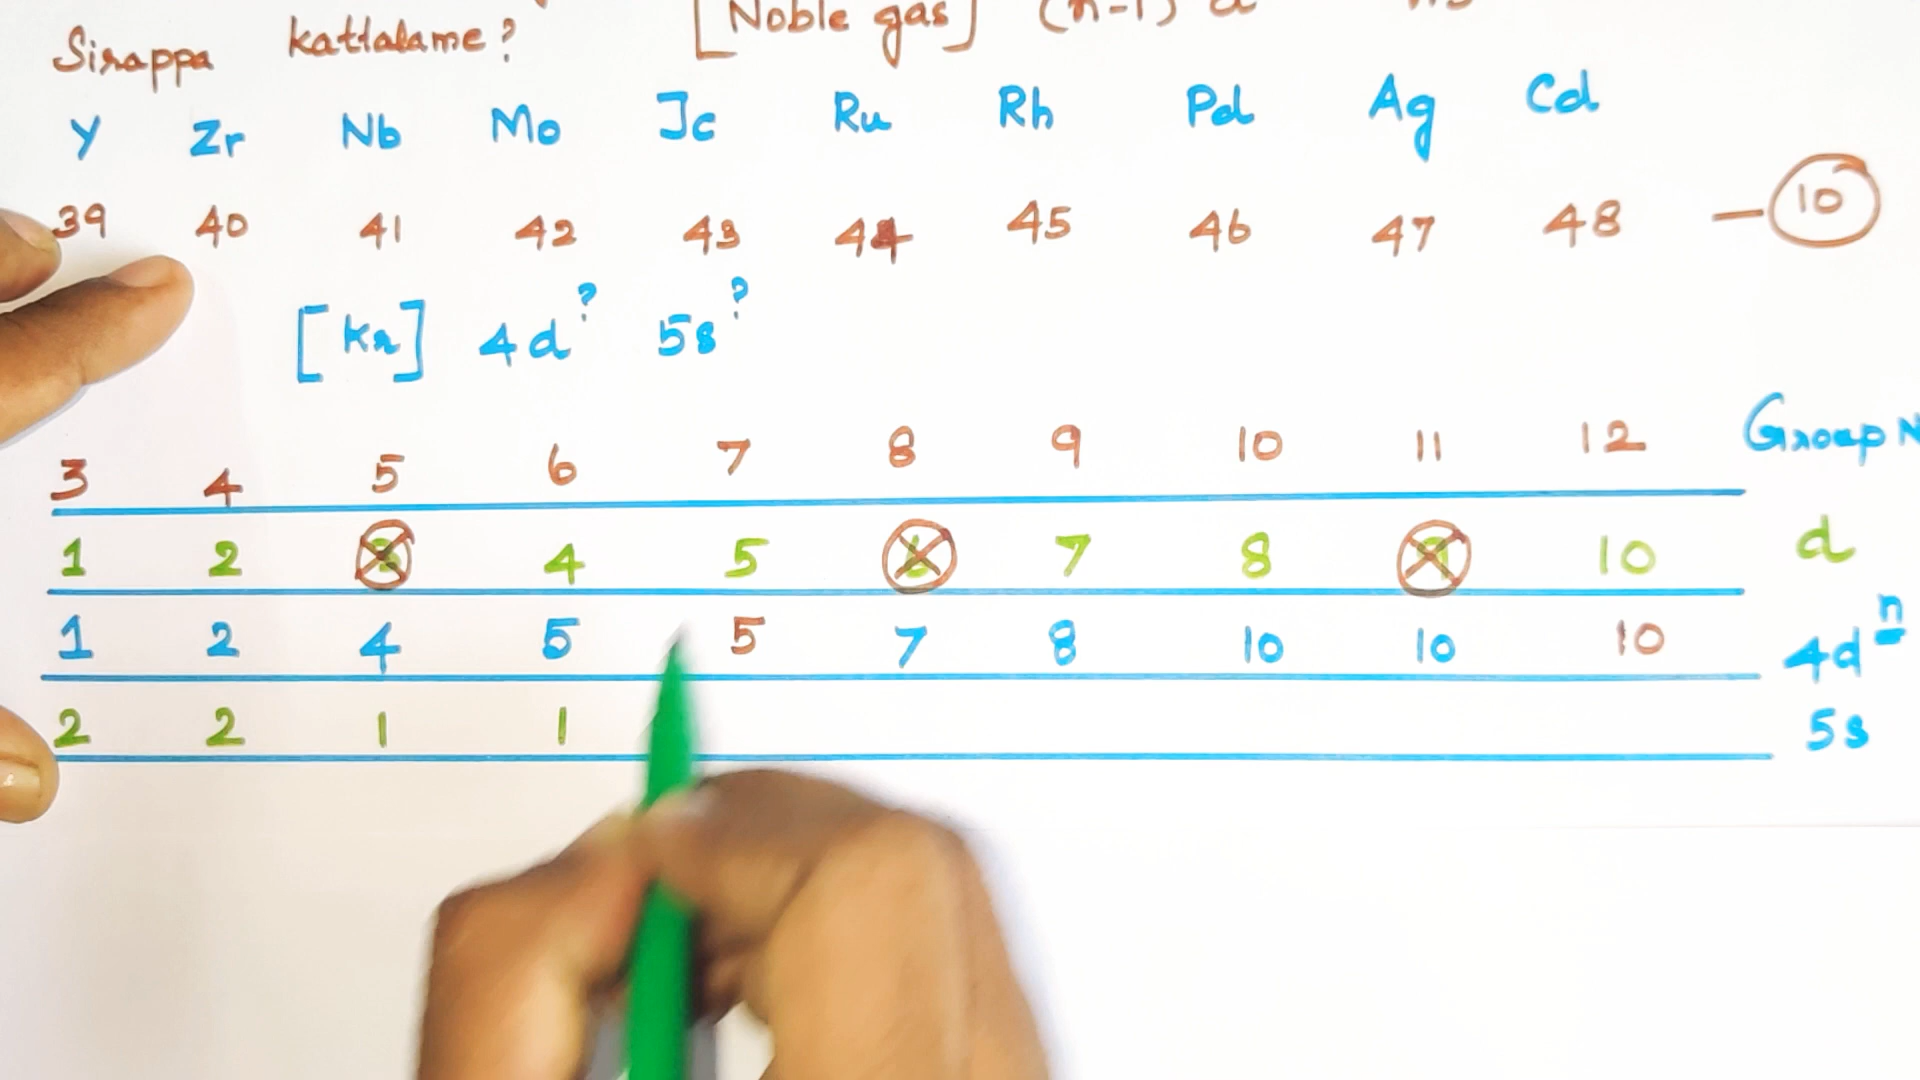 Sirappa kattalame? [Noble gas] (n-1) d ns
Y Zr Nb Mo Tc Ru Rh Pd Ag Cd
39 40 41 42 43 44 45 46 47 48 — 10
[Kr] 4d? 5s?
3 4 5 6 7 8 9 10 11 12 Group N
1 2 4 5 7 8 10 d
1 2 4 5 5 7 8 10 10 10 4dⁿ
2 2 1 1 5s